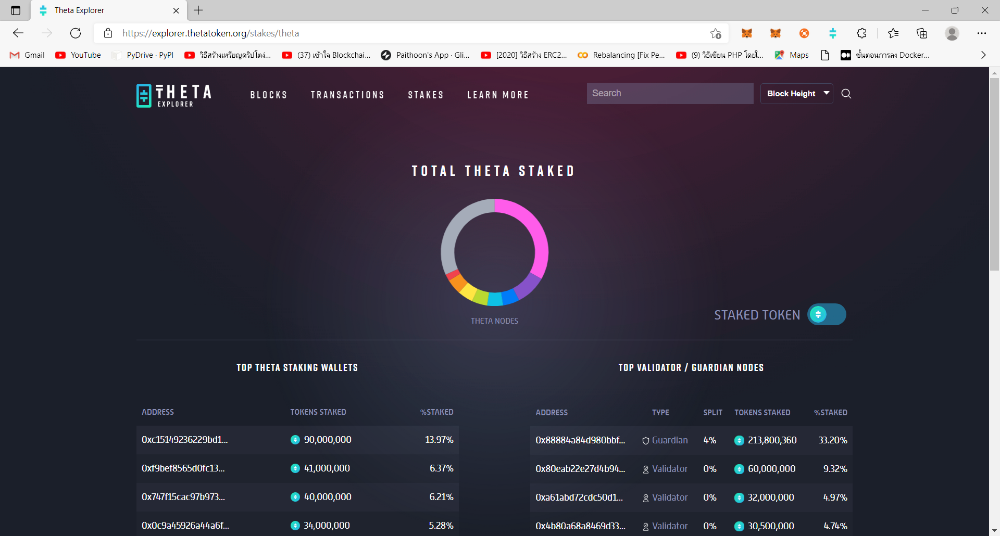 Theta Explorer
https://explorer.thetatoken.org/stakes/theta
Gmail
YouTube
PyDrive · PyPI
วิธีสร้างเหรียญคริปโตง่...
(37) เข้าใจ Blockchai...
Paithoon's App · Gli...
[2020] วิธีสร้าง ERC2...
Rebalancing [Fix Pe...
(9) วิธีเขียน PHP โดยใ...
Maps
ขั้นตอนการลง Docker...
THETA
EXPLORER
BLOCKS
TRANSACTIONS
STAKES
LEARN MORE
Search
Block Height
TOTAL THETA STAKED
THETA NODES
STAKED TOKEN
TOP THETA STAKING WALLETS
ADDRESS TOKENS STAKED %STAKED
0xc15149236229bd1... 90,000,000 13.97%
0xf9bef8565d0fc13... 41,000,000 6.37%
0x747f15cac97b973... 40,000,000 6.21%
0x0c9a45926a44a6f... 34,000,000 5.28%
TOP VALIDATOR / GUARDIAN NODES
ADDRESS TYPE SPLIT TOKENS STAKED %STAKED
0x88884a84d980bbf... Guardian 4% 213,800,360 33.20%
0x80eab22e27d4b94... Validator 0% 60,000,000 9.32%
0xa61abd72cdc50d1... Validator 0% 32,000,000 4.97%
0x4b80a68a8469d33... Validator 0% 30,500,000 4.74%